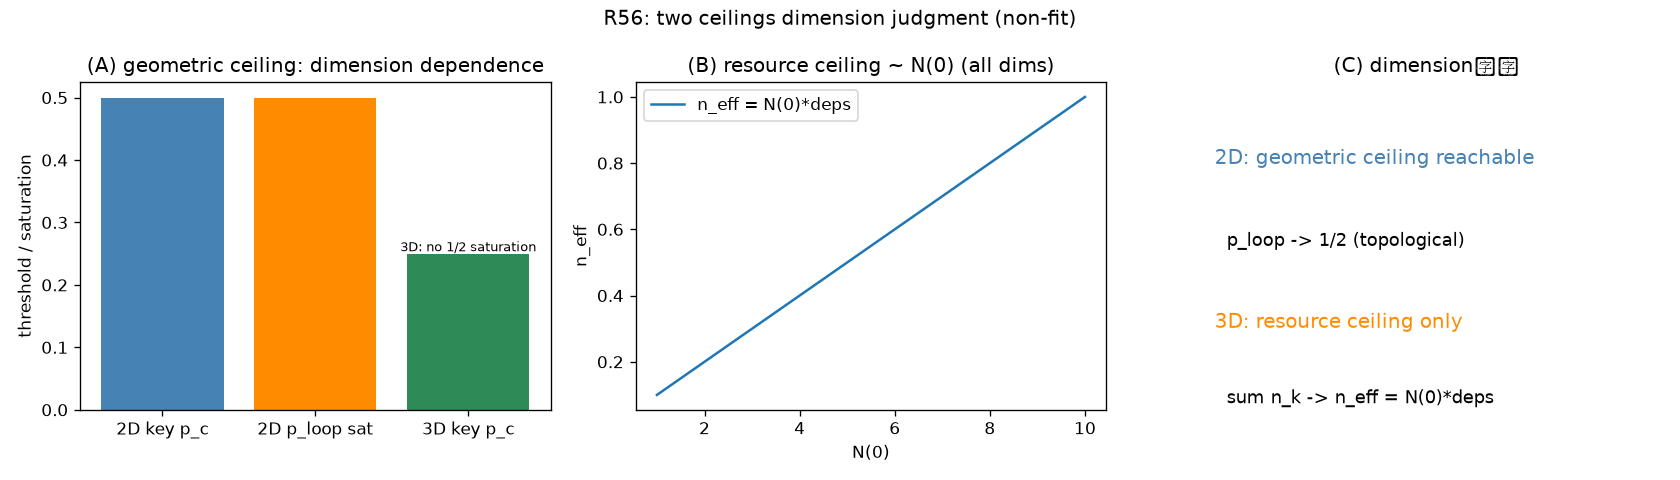 R56: two ceilings dimension judgment (non-fit)
(A) geometric ceiling: dimension dependence
threshold / saturation
0.5
0.4
0.3
0.2
0.1
0.0
3D: no 1/2 saturation
2D key p_c
2D p_loop sat
3D key p_c
(B) resource ceiling ~ N(0) (all dims)
n_eff = N(0)*deps
n_eff
1.0
0.8
0.6
0.4
0.2
2
4
6
8
10
N(0)
(C) dimension
2D: geometric ceiling reachable
p_loop -> 1/2 (topological)
3D: resource ceiling only
sum n_k -> n_eff = N(0)*deps